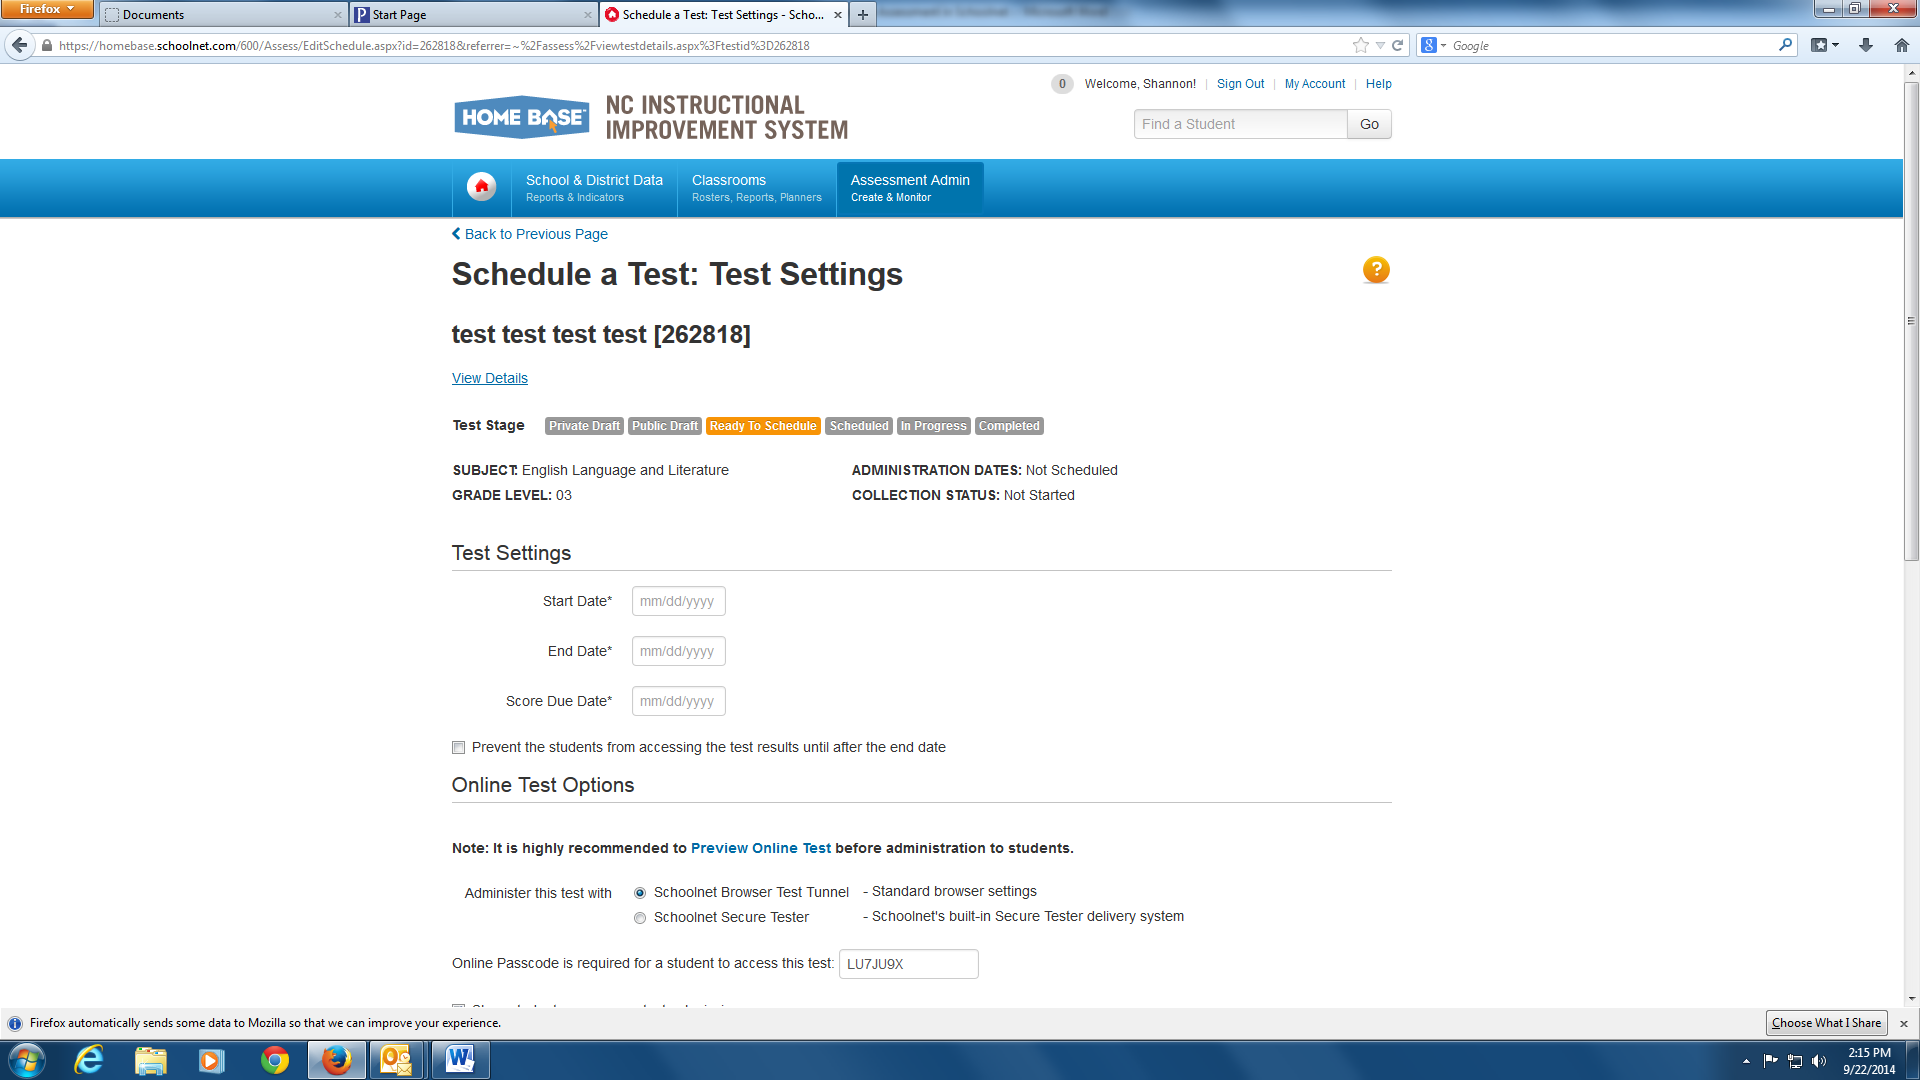 Firefox
Documents
Start Page
Schedule a Test: Test Settings - Scho...
https://homebase.schoolnet.com/600/Assess/EditSchedule.aspx?id=262818&referrer=~%2Fassess%2Fviewtestdetails.aspx%3Ftestid%3D262818
Google
0 Welcome, Shannon! | Sign Out | My Account | Help
HOME BASE
NC INSTRUCTIONAL
IMPROVEMENT SYSTEM
Find a Student
Go
School & District Data
Reports & Indicators
Classrooms
Rosters, Reports, Planners
Assessment Admin
Create & Monitor
Back to Previous Page
Schedule a Test: Test Settings
?
test test test test [262818]
View Details
Test Stage Private Draft Public Draft Ready To Schedule Scheduled In Progress Completed
SUBJECT: English Language and Literature
ADMINISTRATION DATES: Not Scheduled
GRADE LEVEL: 03
COLLECTION STATUS: Not Started
Test Settings
Start Date* mm/dd/yyyy
End Date* mm/dd/yyyy
Score Due Date* mm/dd/yyyy
Prevent the students from accessing the test results until after the end date
Online Test Options
Note: It is highly recommended to Preview Online Test before administration to students.
Administer this test with
Schoolnet Browser Test Tunnel - Standard browser settings
Schoolnet Secure Tester - Schoolnet's built-in Secure Tester delivery system
Online Passcode is required for a student to access this test: LU7JU9X
Firefox automatically sends some data to Mozilla so that we can improve your experience.
Choose What I Share
2:15 PM
9/22/2014